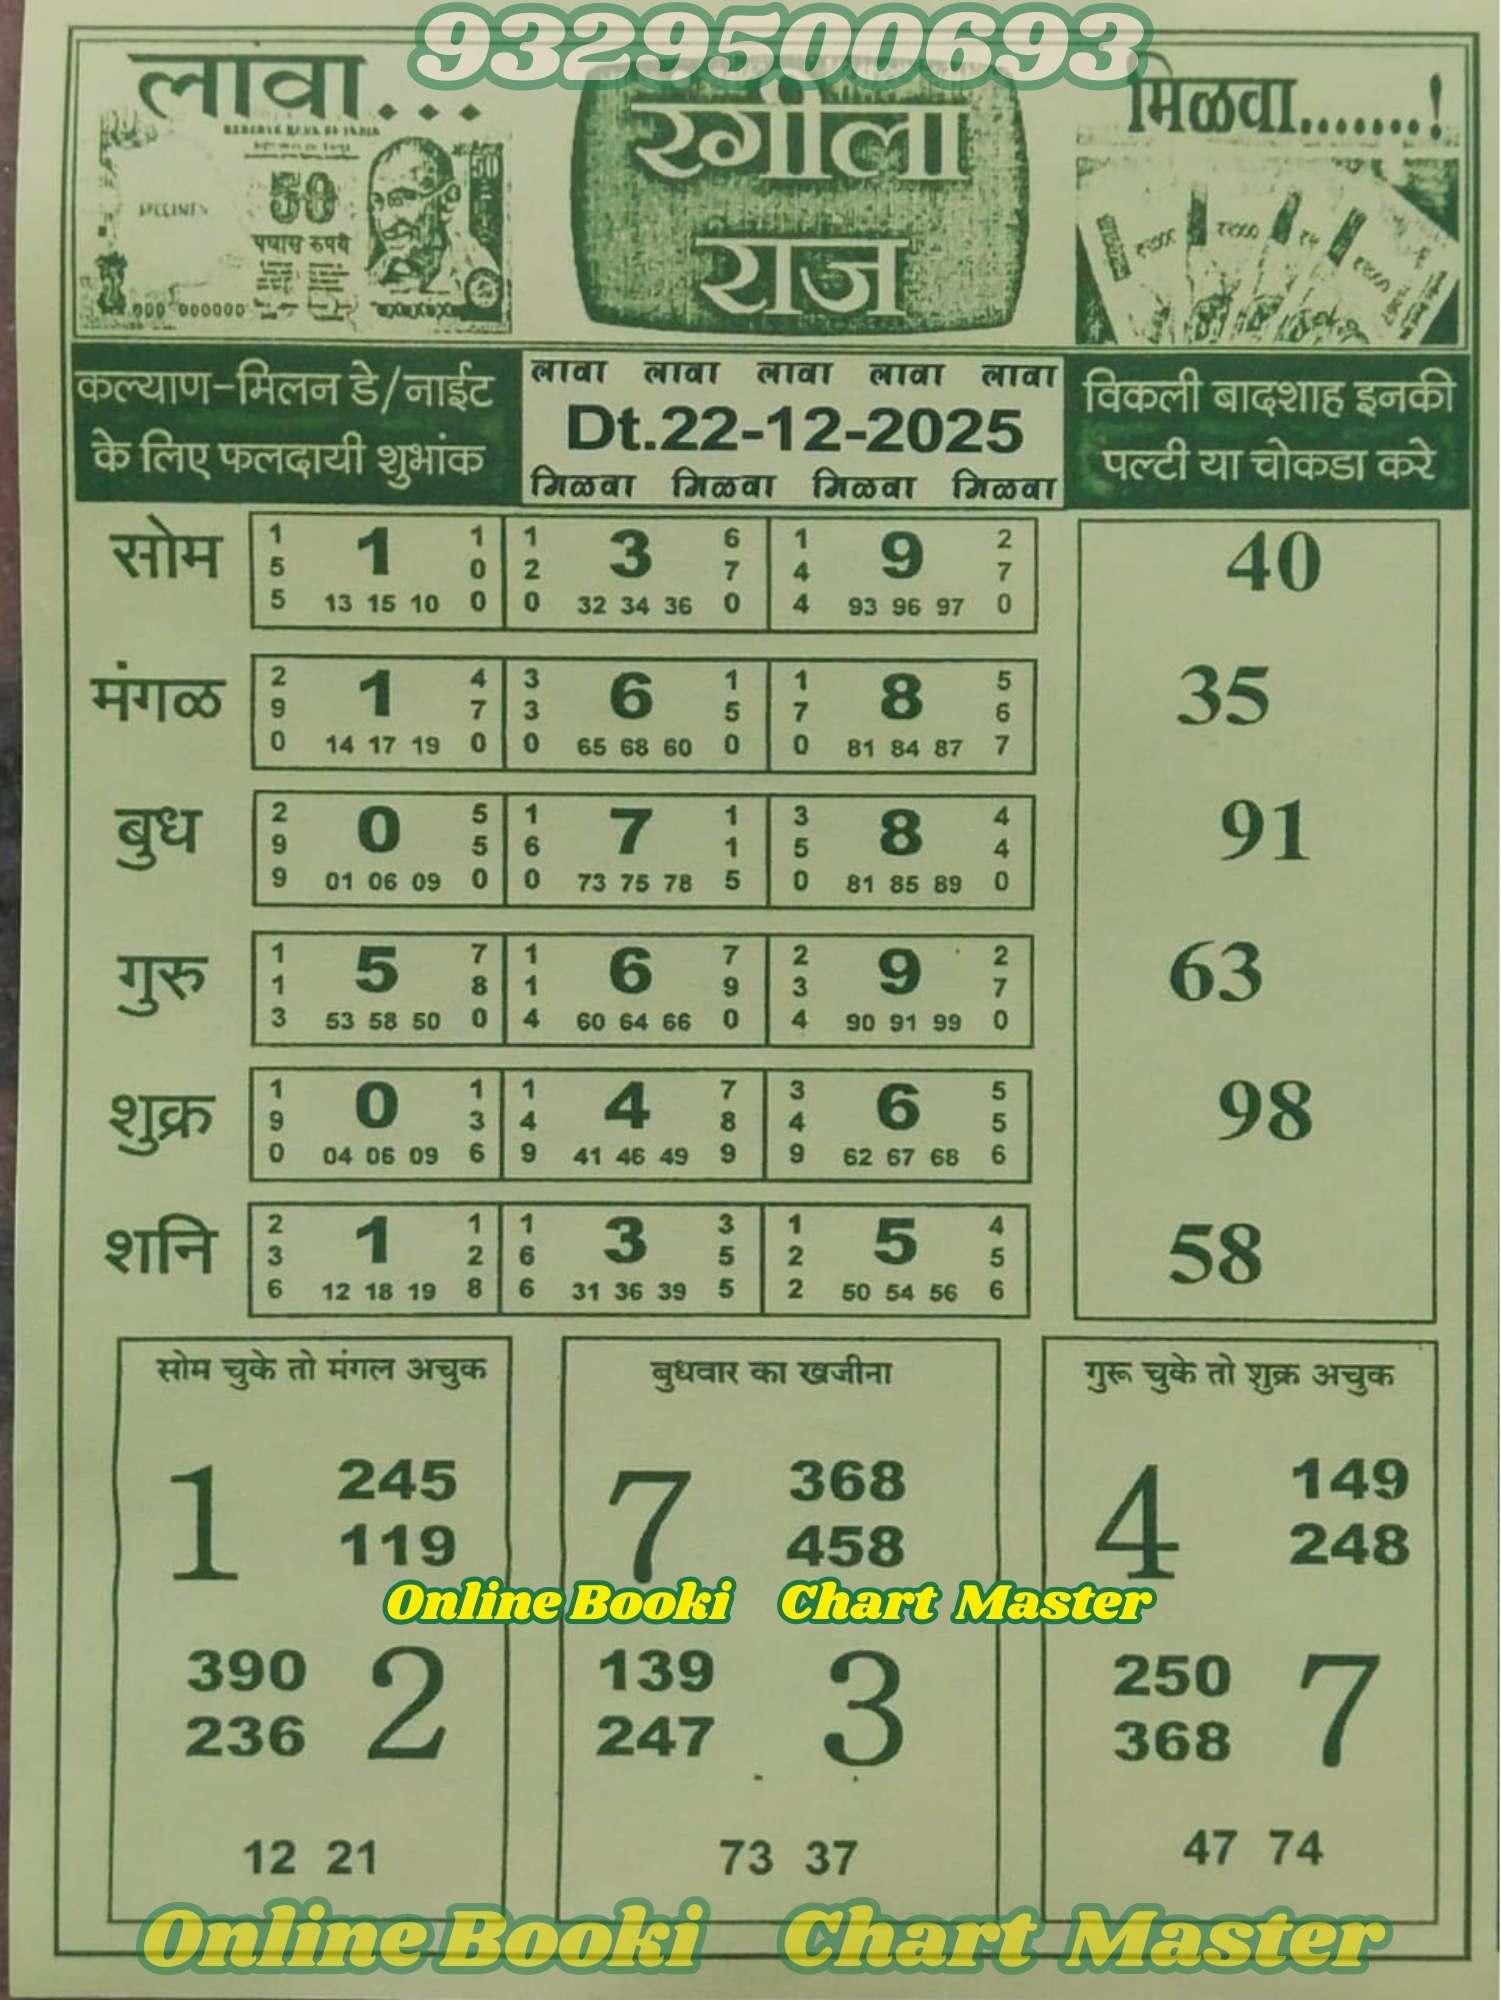 9329500693
लावा...
रंगीला
राज
मिळवा.......!
RESERVE BANK OF INDIA
SPECIMEN
50
पचास रुपये
000 000000
कल्याण-मिलन डे/नाईट
के लिए फलदायी शुभांक
लावा लावा लावा लावा लावा
Dt.22-12-2025
मिळवा मिळवा मिळवा मिळवा
विकली बादशाह इनकी
पल्टी या चोकडा करे
सोम
1 1 1 1 3 6 1 9 2
5 0 2 7 4 7
5 13 15 10 0 0 32 34 36 0 4 93 96 97 0
40
मंगळ
2 1 4 3 6 1 1 8 5
9 7 3 5 7 6
0 14 17 19 0 0 65 68 60 0 0 81 84 87 7
35
बुध
2 0 5 1 7 1 3 8 4
9 5 6 1 5 4
9 01 06 09 0 0 73 75 78 5 0 81 85 89 0
91
गुरु
1 5 7 1 6 7 2 9 2
1 8 1 9 3 7
3 53 58 50 0 4 60 64 66 0 4 90 91 99 0
63
शुक्र
1 0 1 1 4 7 3 6 5
9 3 4 8 4 5
0 04 06 09 6 9 41 46 49 9 9 62 67 68 6
98
शनि
2 1 1 1 3 3 1 5 4
3 2 6 5 2 5
6 12 18 19 8 6 31 36 39 5 2 50 54 56 6
58
सोम चुके तो मंगल अचुक
1 245
119
390 2
236
12 21
बुधवार का खजीना
7 368
458
139 3
247
73 37
गुरू चुके तो शुक्र अचुक
4 149
248
250 7
368
47 74
Online Booki Chart Master
Online Booki Chart Master